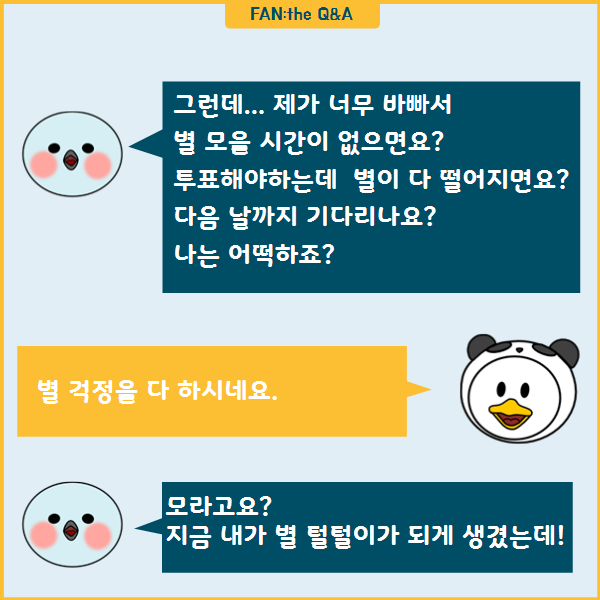 FAN:the Q&A
그런데... 제가 너무 바빠서
별 모을 시간이 없으면요?
투표해야하는데 별이 다 떨어지면요?
다음 날까지 기다리나요?
나는 어떡하죠?
별 걱정을 다 하시네요.
모라고요?
지금 내가 별 털털이가 되게 생겼는데!